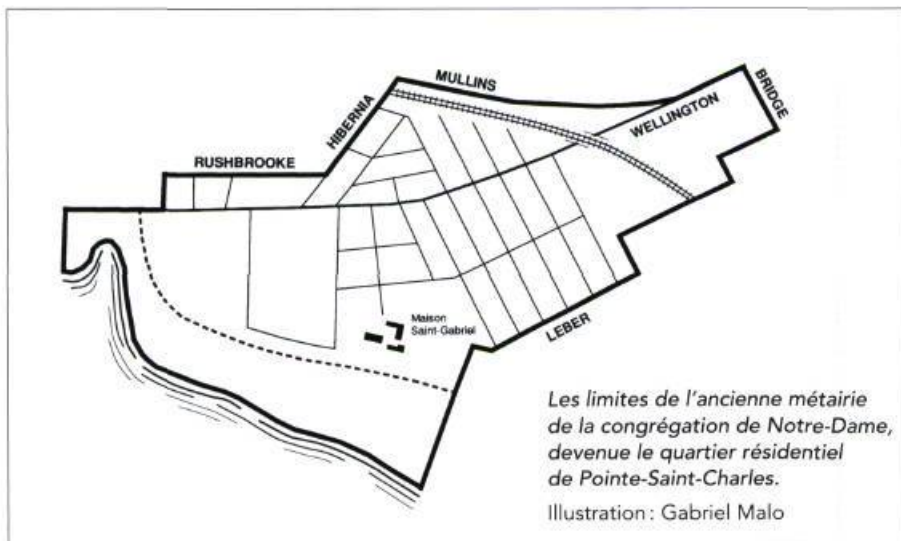 MULLINS
BRIDGE
HIBERNIA
WELLINGTON
RUSHBROOKE
Maison
Saint-Gabriel
LEBER
Les limites de l'ancienne métairie
de la congrégation de Notre-Dame,
devenue le quartier résidentiel
de Pointe-Saint-Charles.
Illustration : Gabriel Malo